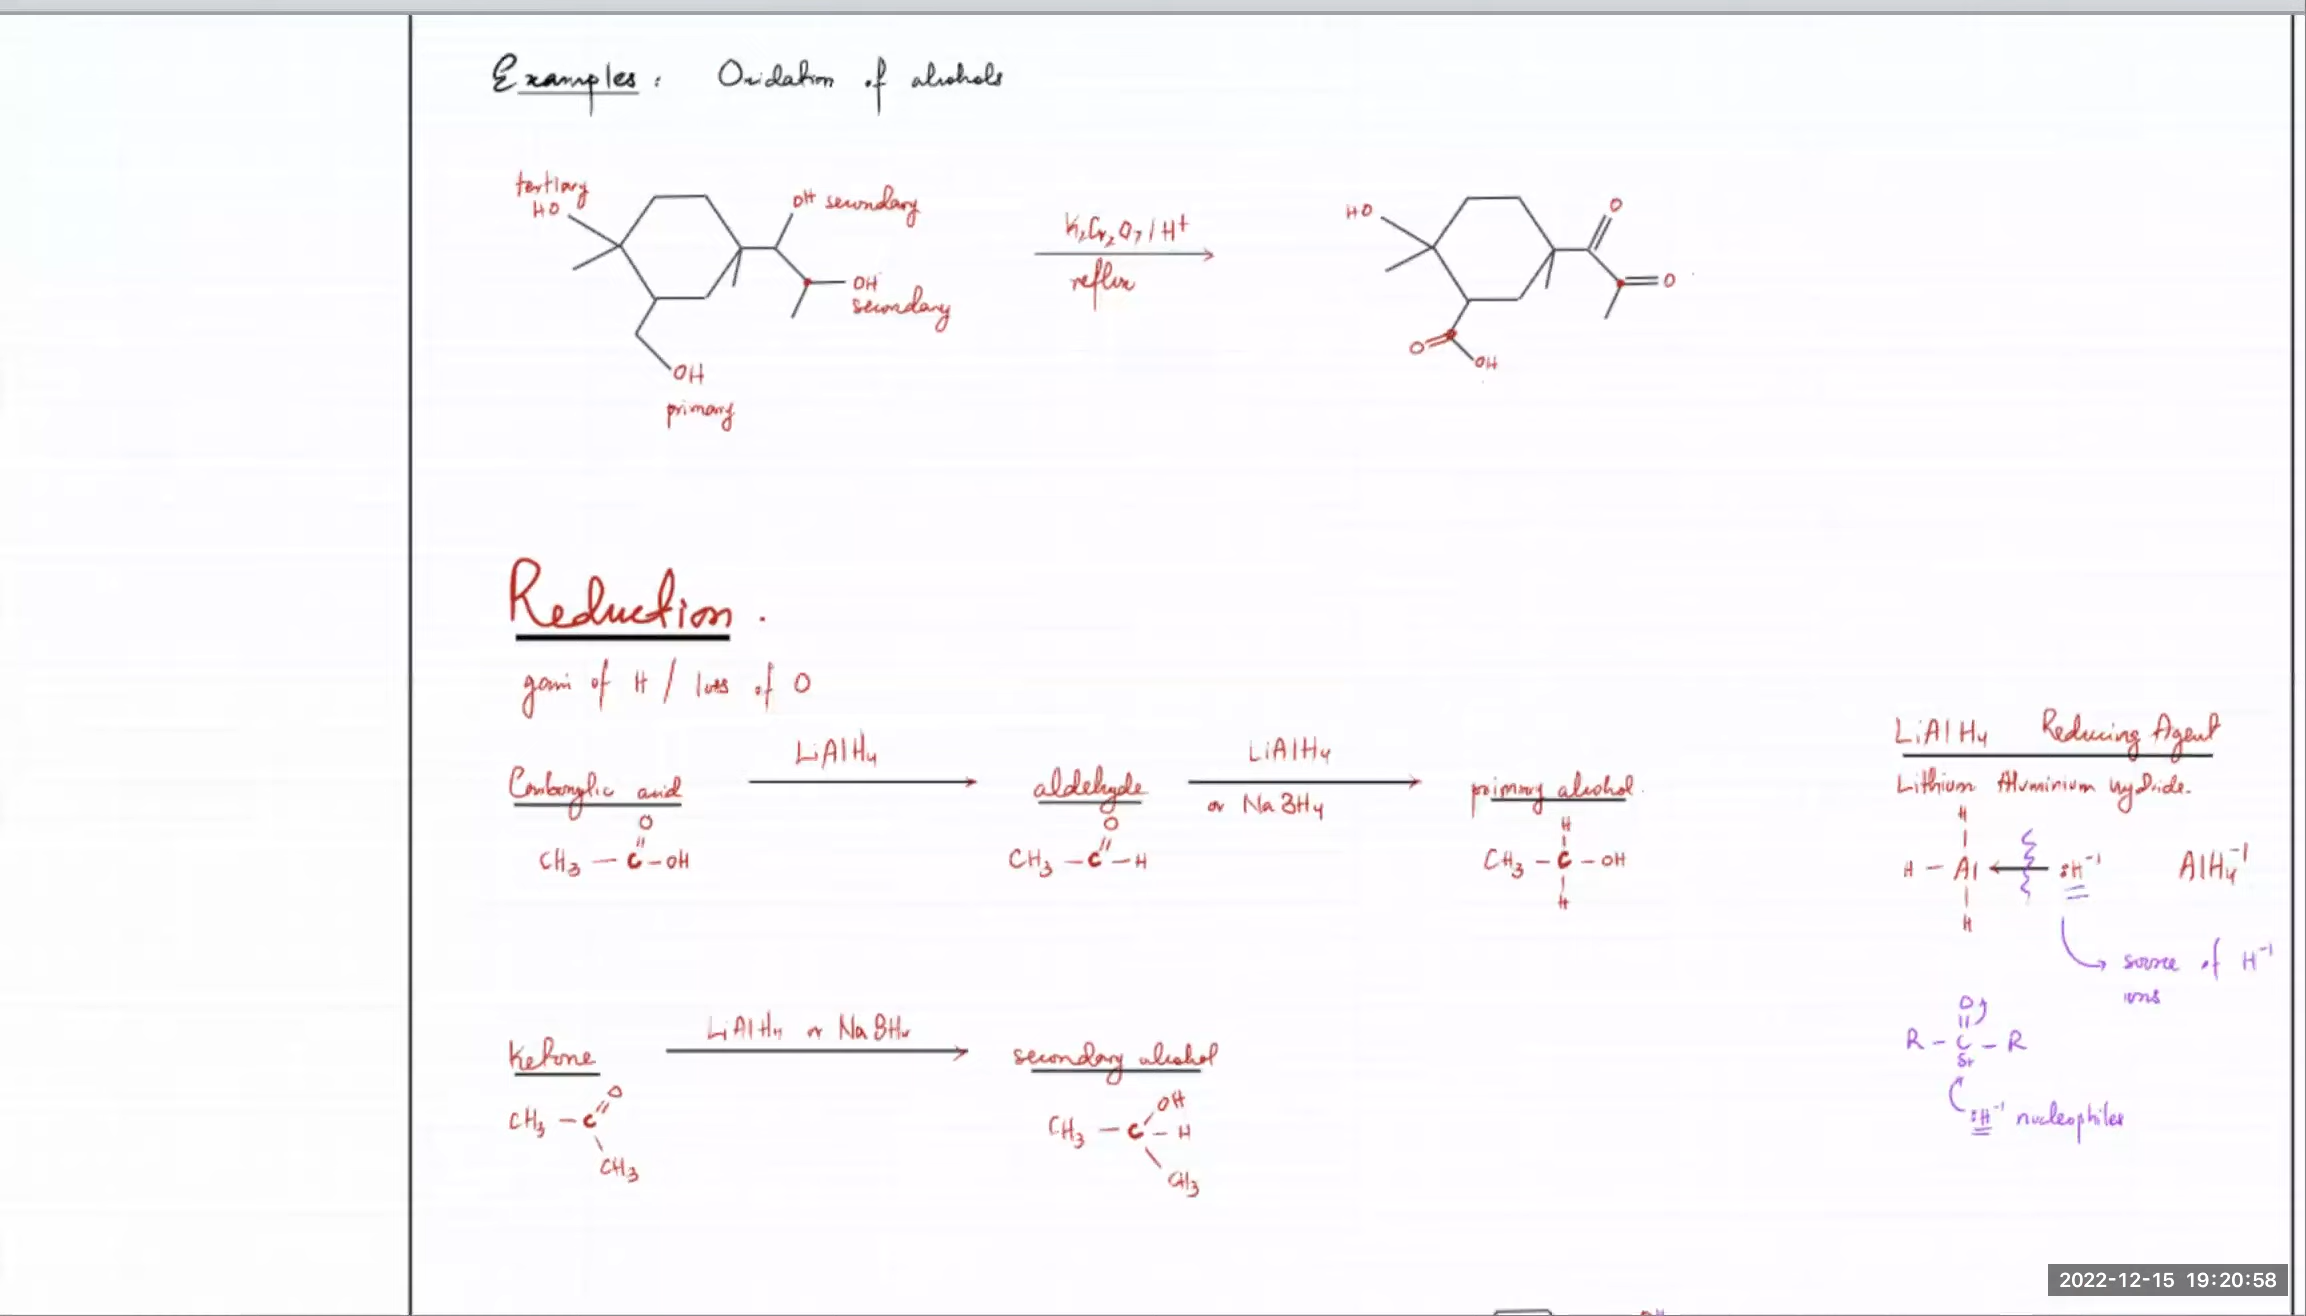 Examples: Oxidation of alcohols
tertiary
HO
OH secondary
OH
secondary
OH
primary
K₂Cr₂O₇/H⁺
reflux
HO
O
O
O
OH
Reduction.
gain of H / loss of O
LiAlH₄ Reducing Agent
Lithium Aluminium Hydride.
Carboxylic acid
LiAlH₄
aldehyde
LiAlH₄
or NaBH₄
primary alcohol.
O
CH₃ – C – OH
O
CH₃ – C – H
H
CH₃ – C – OH
H
H
H – Al ← :H⁻¹ AlH₄⁻¹
H
source of H⁻¹
ions
Ketone
LiAlH₄ or NaBH₄
secondary alcohol
O
CH₃ – C
CH₃
OH
CH₃ – C – H
CH₃
O
R – C – R
δ+
:H⁻¹ nucleophiles
2022-12-15 19:20:58